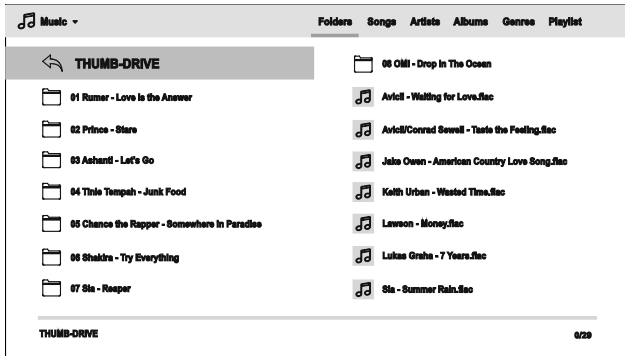 Music
Folders Songs Artists Albums Genres Playlist
THUMB-DRIVE
01 Rumer - Love is the Answer
02 Prince - Stare
03 Ashanti - Let's Go
04 Tinie Tempah - Junk Food
05 Chance the Rapper - Somewhere in Paradise
06 Shakira - Try Everything
07 Sia - Reaper
08 OMI - Drop In The Ocean
Avicii - Waiting for Love.flac
Avicii/Conrad Sewell - Taste the Feeling.flac
Jake Owen - American Country Love Song.flac
Keith Urban - Wasted Time.flac
Lawson - Money.flac
Lukas Graha - 7 Years.flac
Sia - Summer Rain.flac
THUMB-DRIVE
0/29